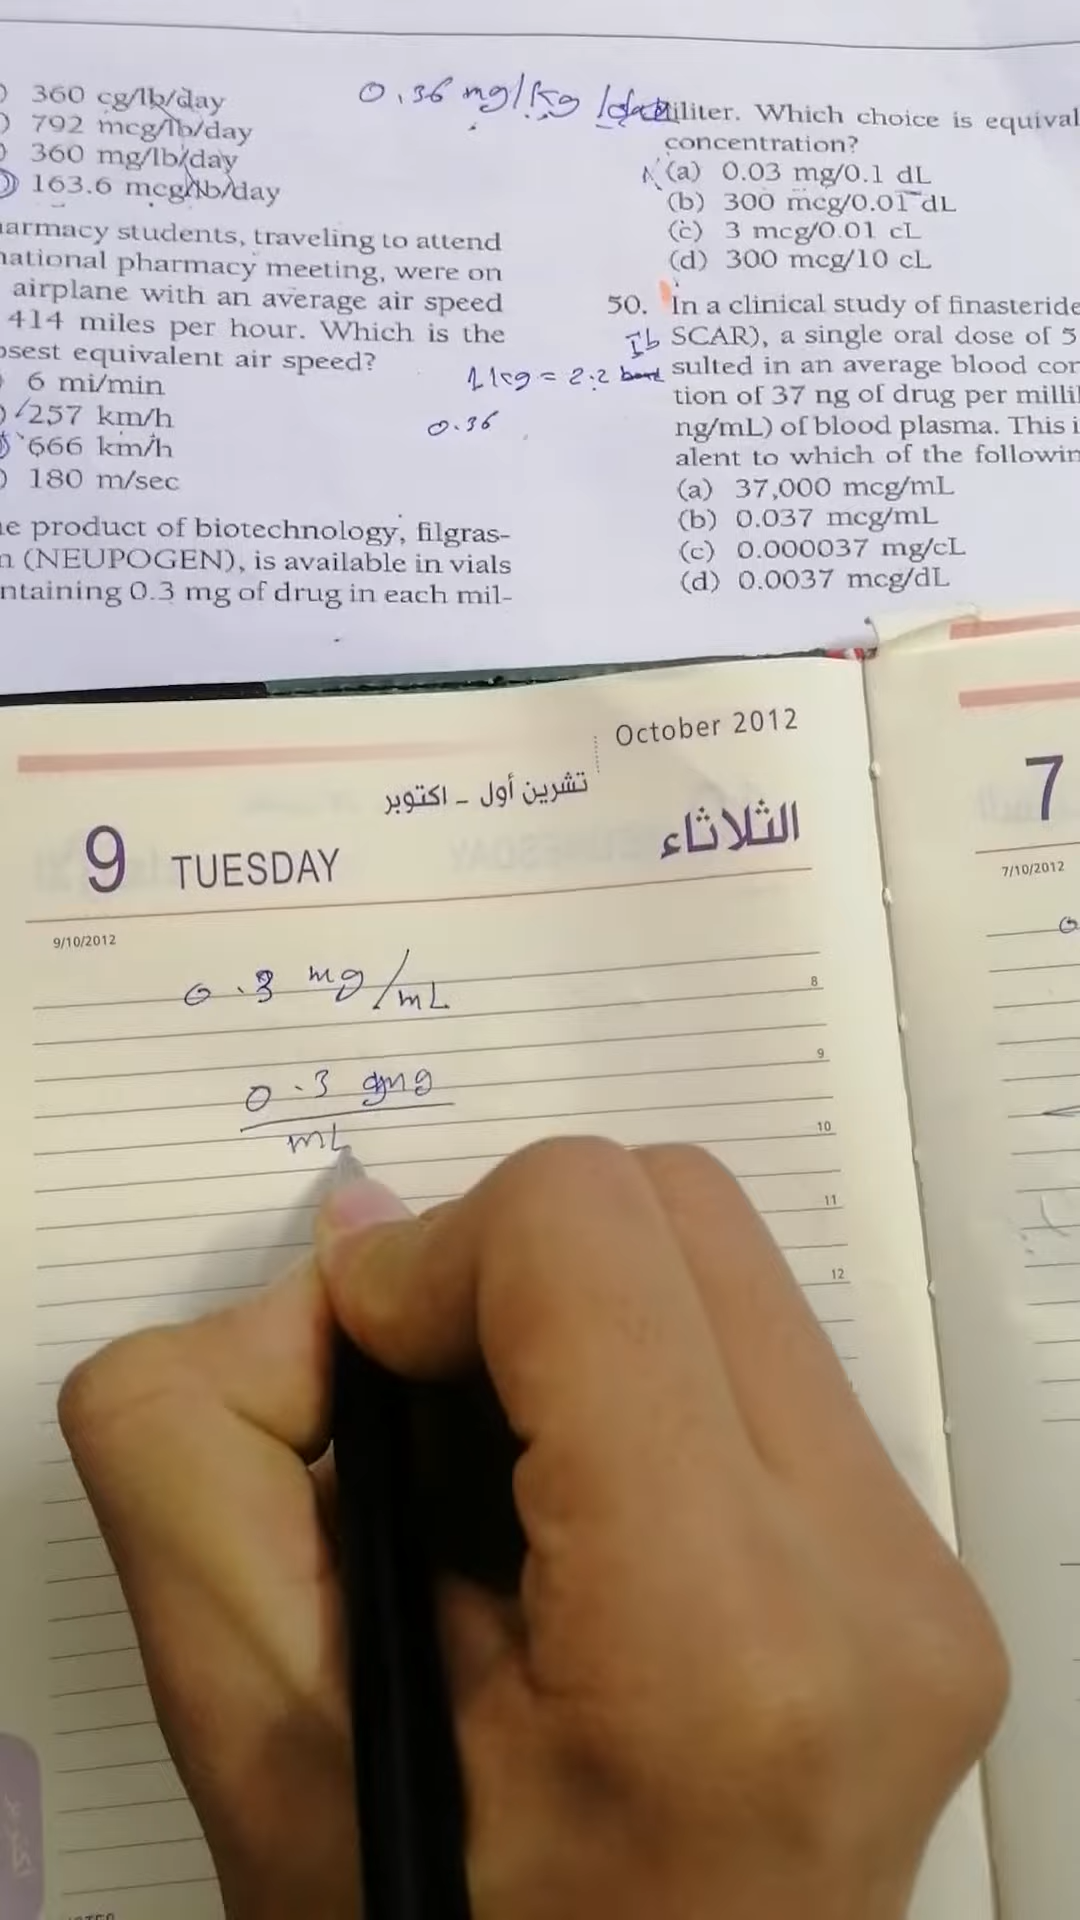 360 cg/lb/day
792 mcg/lb/day
360 mg/lb/day
163.6 mcg/lb/day
armacy students, traveling to attend
national pharmacy meeting, were on
airplane with an average air speed
414 miles per hour. Which is the
osest equivalent air speed?
6 mi/min
257 km/h
666 km/h
180 m/sec
e product of biotechnology, filgras-
(NEUPOGEN), is available in vials
ntaining 0.3 mg of drug in each mil-
0.36 mg/kg /day
1 kg = 2.2
lb
0.36
liliter. Which choice is equival
concentration?
(a) 0.03 mg/0.1 dL
(b) 300 mcg/0.01 dL
(c) 3 mcg/0.01 cL
(d) 300 mcg/10 cL
50. In a clinical study of finasteride
SCAR), a single oral dose of 5
sulted in an average blood con
tion of 37 ng of drug per millil
ng/mL) of blood plasma. This i
alent to which of the followin
(a) 37,000 mcg/mL
(b) 0.037 mcg/mL
(c) 0.000037 mg/cL
(d) 0.0037 mcg/dL
October 2012
تشرين أول - اكتوبر
9 TUESDAY الثلاثاء
9/10/2012
0.3 mg/mL
0.3 mg
mL
8
9
10
11
12
7
7/10/2012